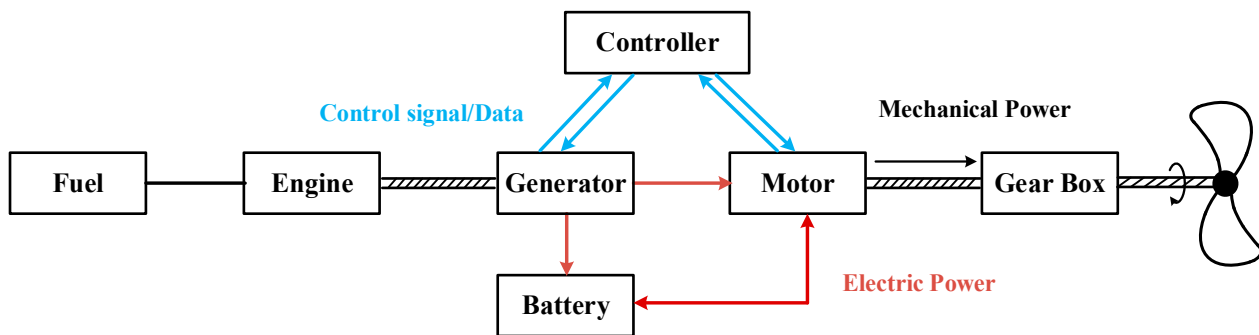 Controller
Control signal/Data
Mechanical Power
Fuel
Engine
Generator
Motor
Gear Box
Battery
Electric Power